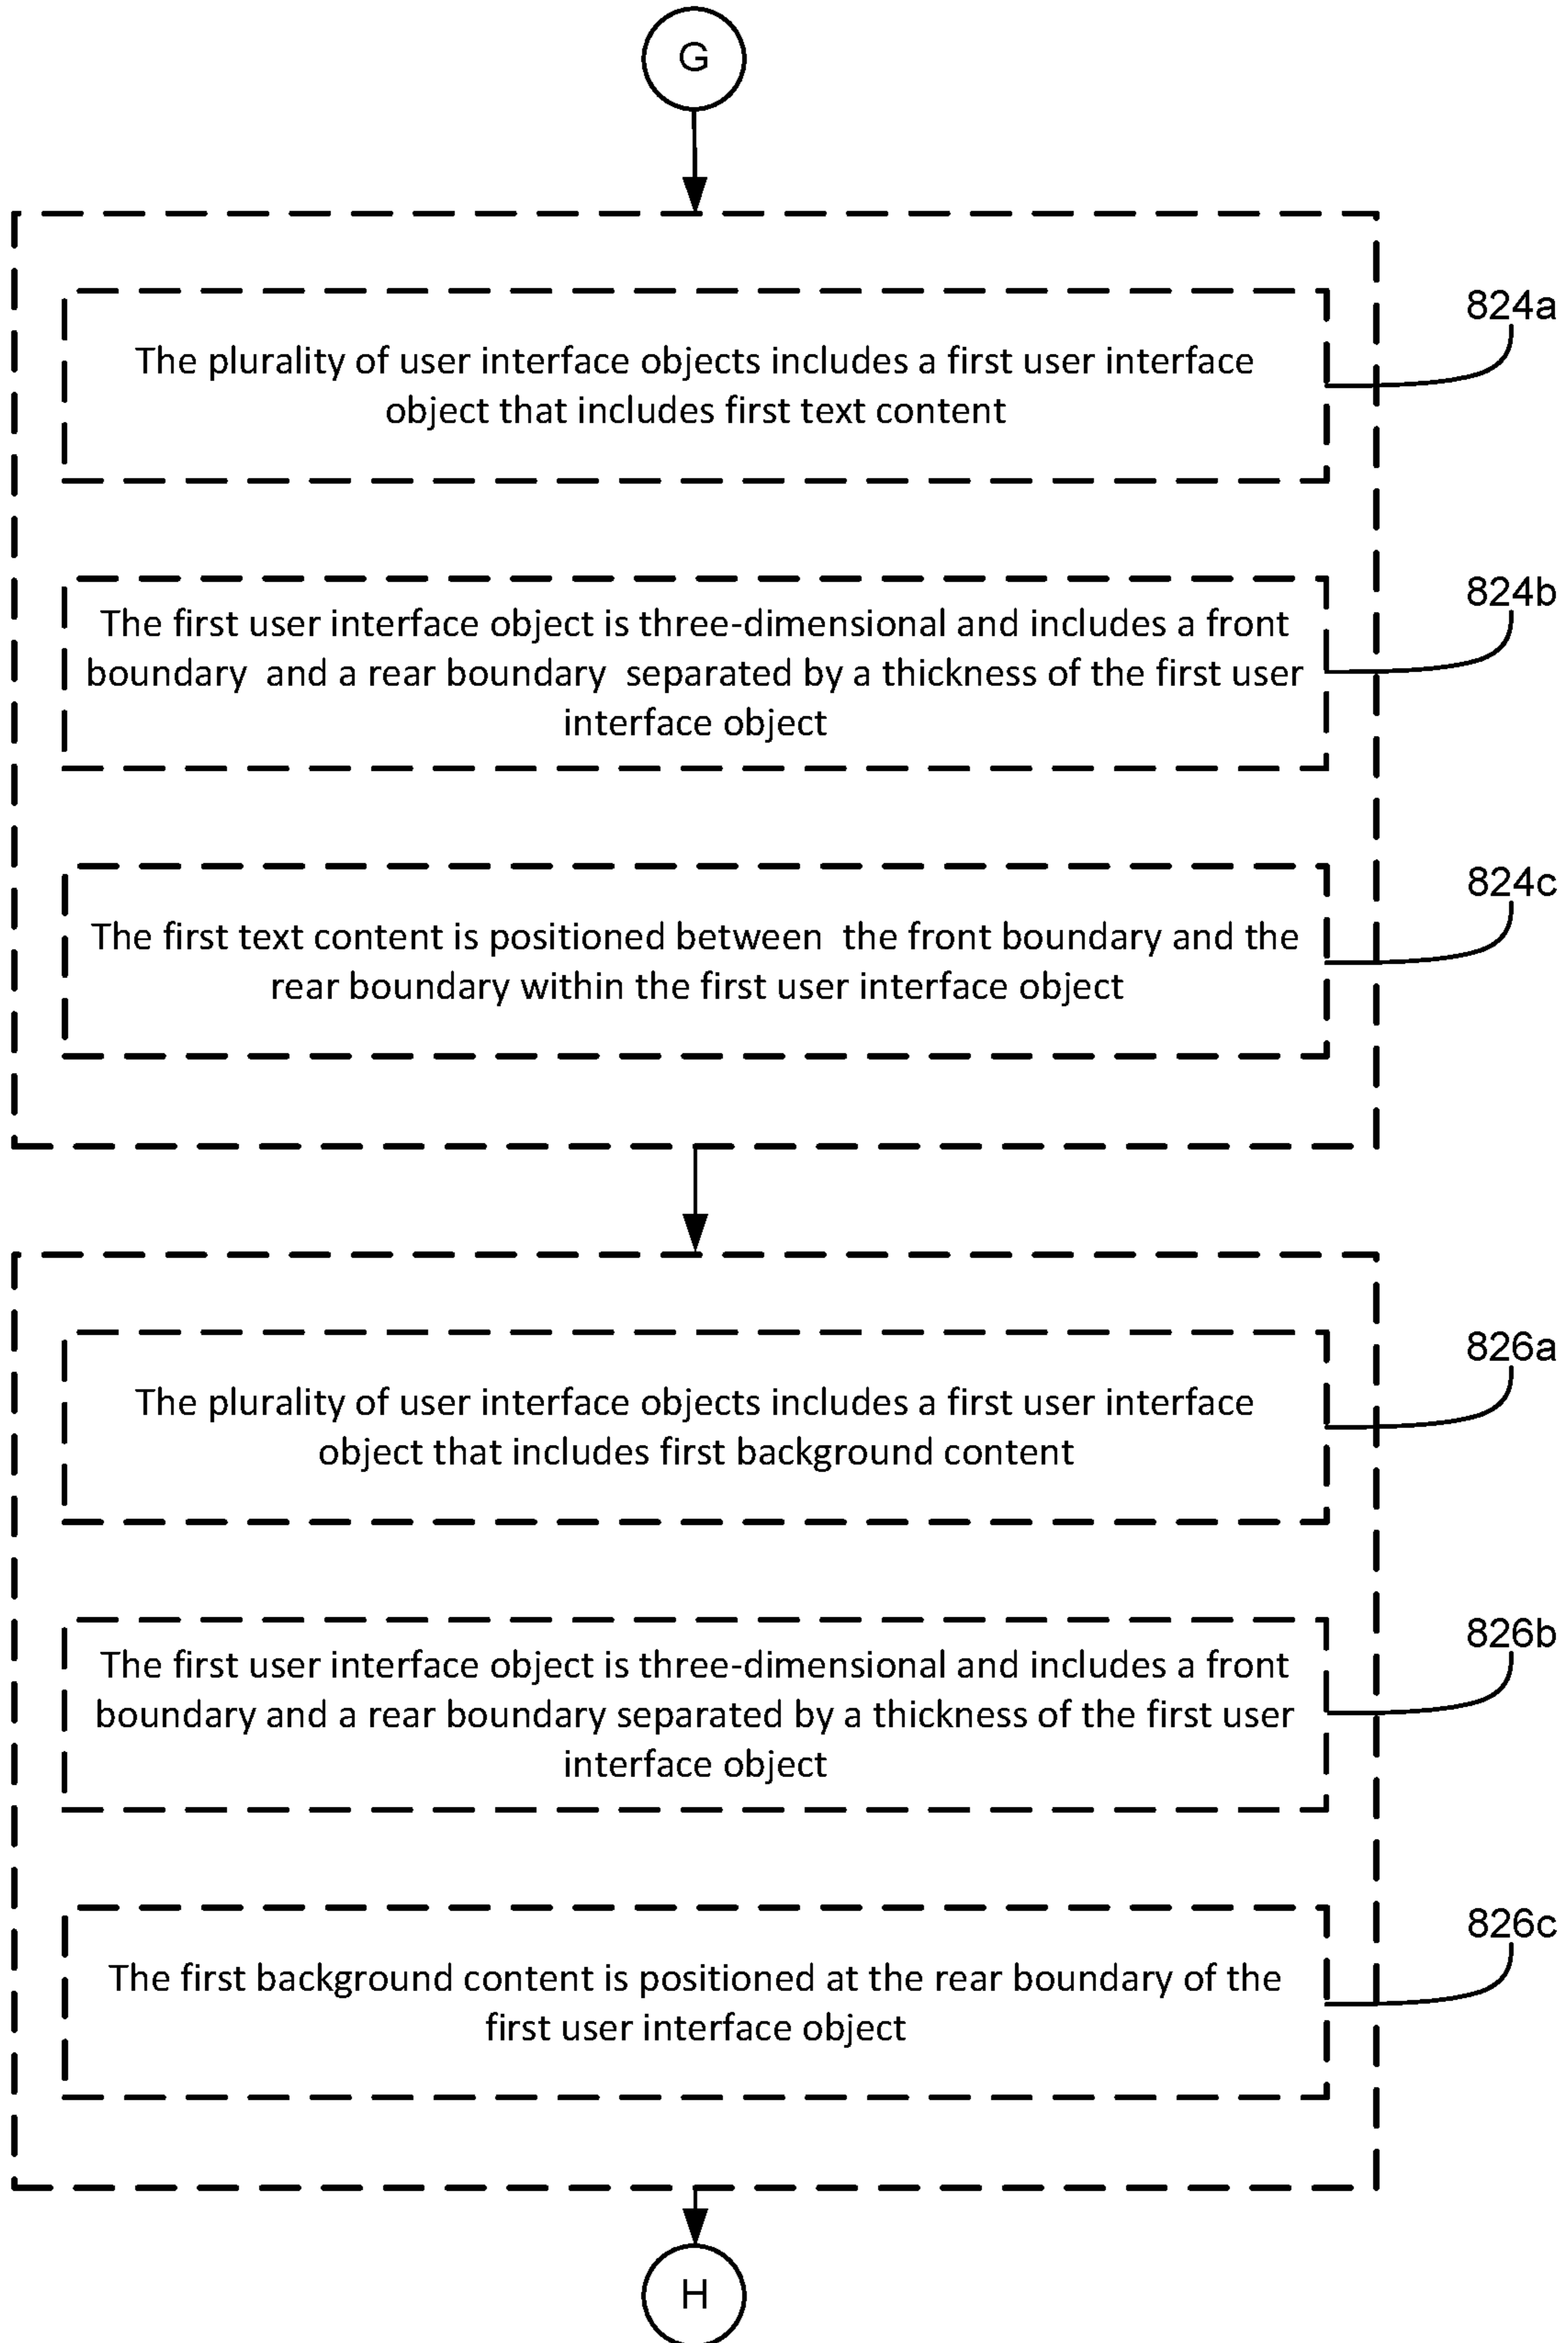 G
824a
The plurality of user interface objects includes a first user interface
object that includes first text content
824b
The first user interface object is three-dimensional and includes a front
boundary and a rear boundary separated by a thickness of the first user
interface object
824c
The first text content is positioned between the front boundary and the
rear boundary within the first user interface object
826a
The plurality of user interface objects includes a first user interface
object that includes first background content
826b
The first user interface object is three-dimensional and includes a front
boundary and a rear boundary separated by a thickness of the first user
interface object
826c
The first background content is positioned at the rear boundary of the
first user interface object
H